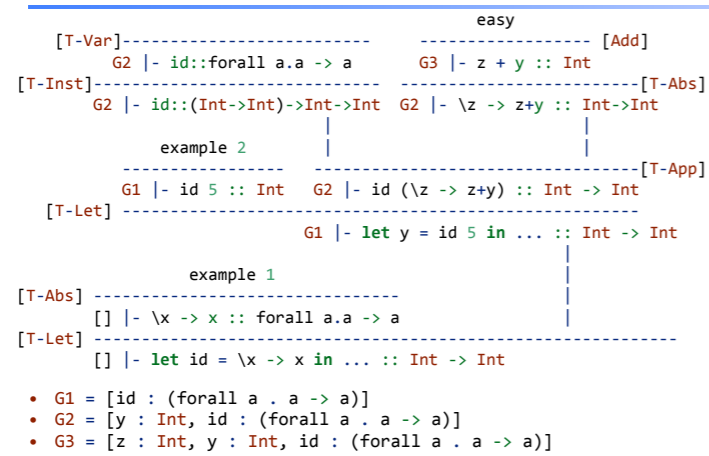 easy
[T-Var]--------------------------- ----------------- [Add]
G2 |- id::forall a.a -> a G3 |- z + y :: Int
[T-Inst]------------------------------- --------------------------[T-Abs]
G2 |- id::(Int->Int)->Int->Int G2 |- \z -> z+y :: Int->Int
| |
example 2 | |
----------------- -----------------------------------[T-App]
G1 |- id 5 :: Int G2 |- id (\z -> z+y) :: Int -> Int
[T-Let] --------------------------------------------------------
G1 |- let y = id 5 in ... :: Int -> Int
|
example 1 |
[T-Abs] --------------------------------- |
[] |- \x -> x :: forall a.a -> a |
[T-Let] ---------------------------------------------------------------
[] |- let id = \x -> x in ... :: Int -> Int
• G1 = [id : (forall a . a -> a)]
• G2 = [y : Int, id : (forall a . a -> a)]
• G3 = [z : Int, y : Int, id : (forall a . a -> a)]